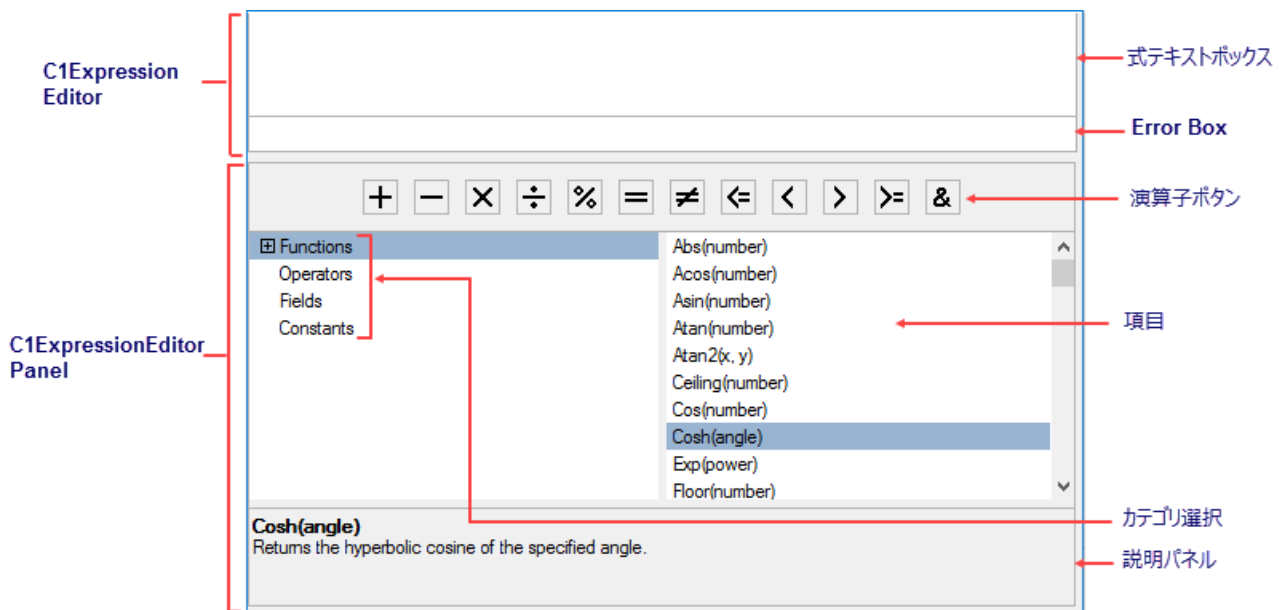 C1Expression
Editor
式テキストボックス
Error Box
+ − × ÷ % = ≠ <= < > >= &
演算子ボタン
C1ExpressionEditor
Panel
Functions
Operators
Fields
Constants
Abs(number)
Acos(number)
Asin(number)
Atan(number)
Atan2(x, y)
Ceiling(number)
Cos(number)
Cosh(angle)
Exp(power)
Floor(number)
項目
カテゴリ選択
Cosh(angle)
Returns the hyperbolic cosine of the specified angle.
説明パネル